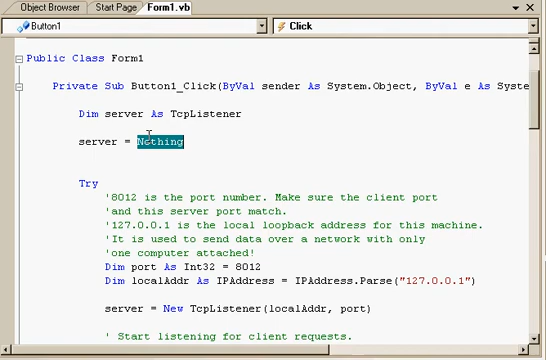 Object Browser Start Page Form1.vb
Button1 Click
Public Class Form1
Private Sub Button1_Click(ByVal sender As System.Object, ByVal e As Syste
Dim server As TcpListener
server = Nothing
Try
'8012 is the port number. Make sure the client port
'and this server port match.
'127.0.0.1 is the local loopback address for this machine.
'It is used to send data over a network with only
'one computer attached!
Dim port As Int32 = 8012
Dim localAddr As IPAddress = IPAddress.Parse("127.0.0.1")
server = New TcpListener(localAddr, port)
' Start listening for client requests.